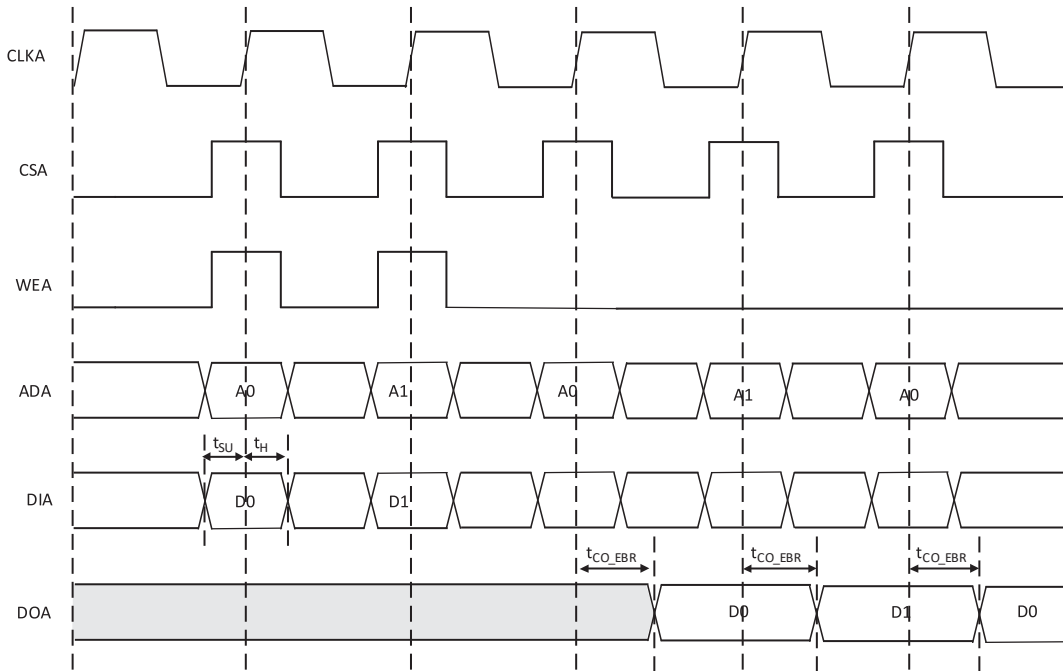 CLKA
CSA
WEA
ADA A0 A1 A0 A1 A0
tSU tH
DIA D0 D1
tCO_EBR tCO_EBR tCO_EBR
DOA D0 D1 D0